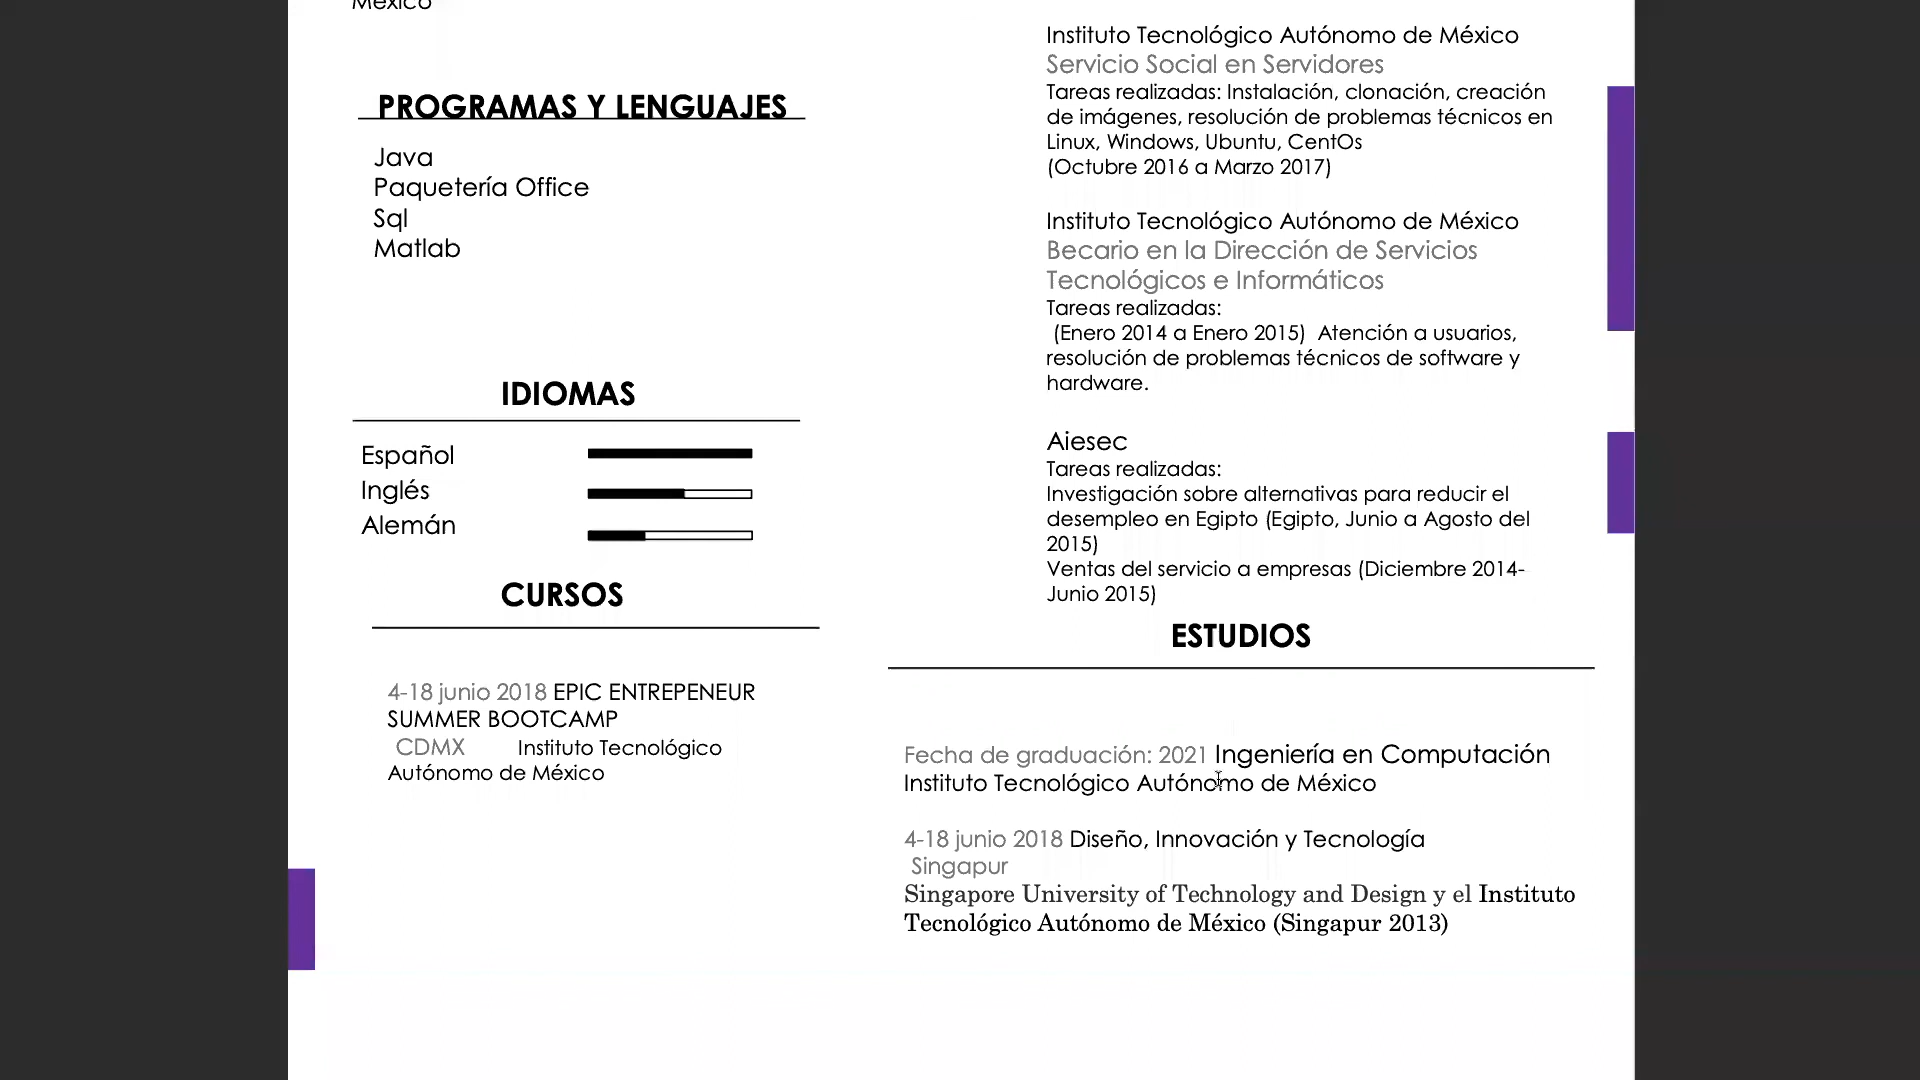 México
PROGRAMAS Y LENGUAJES
Java
Paquetería Office
Sql
Matlab
IDIOMAS
Español
Inglés
Alemán
CURSOS
4-18 junio 2018 EPIC ENTREPENEUR
SUMMER BOOTCAMP
CDMX Instituto Tecnológico
Autónomo de México
Instituto Tecnológico Autónomo de México
Servicio Social en Servidores
Tareas realizadas: Instalación, clonación, creación
de imágenes, resolución de problemas técnicos en
Linux, Windows, Ubuntu, CentOs
(Octubre 2016 a Marzo 2017)
Instituto Tecnológico Autónomo de México
Becario en la Dirección de Servicios
Tecnológicos e Informáticos
Tareas realizadas:
(Enero 2014 a Enero 2015) Atención a usuarios,
resolución de problemas técnicos de software y
hardware.
Aiesec
Tareas realizadas:
Investigación sobre alternativas para reducir el
desempleo en Egipto (Egipto, Junio a Agosto del
2015)
Ventas del servicio a empresas (Diciembre 2014-
Junio 2015)
ESTUDIOS
Fecha de graduación: 2021 Ingeniería en Computación
Instituto Tecnológico Autónomo de México
4-18 junio 2018 Diseño, Innovación y Tecnología
Singapur
Singapore University of Technology and Design y el Instituto
Tecnológico Autónomo de México (Singapur 2013)